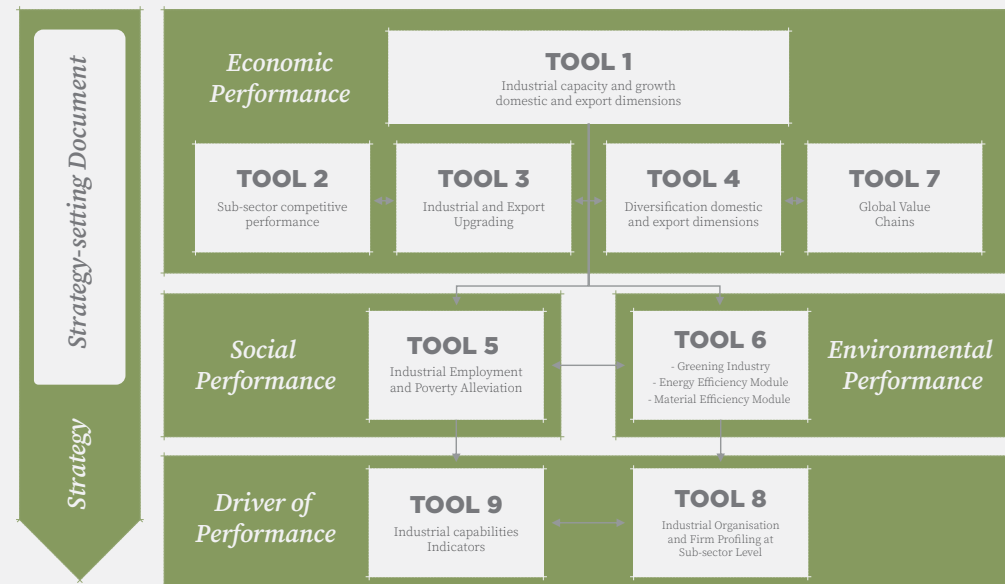 Strategy-setting Document
Strategy
Economic
Performance
TOOL 1
Industrial capacity and growth
domestic and export dimensions
TOOL 2
Sub-sector competitive
performance
TOOL 3
Industrial and Export
Upgrading
TOOL 4
Diversification domestic
and export dimensions
TOOL 7
Global Value
Chains
Social
Performance
TOOL 5
Industrial Employment
and Poverty Alleviation
TOOL 6
- Greening Industry
- Energy Efficiency Module
- Material Efficiency Module
Environmental
Performance
Driver of
Performance
TOOL 9
Industrial capabilities
Indicators
TOOL 8
Industrial Organisation
and Firm Profiling at
Sub-sector Level